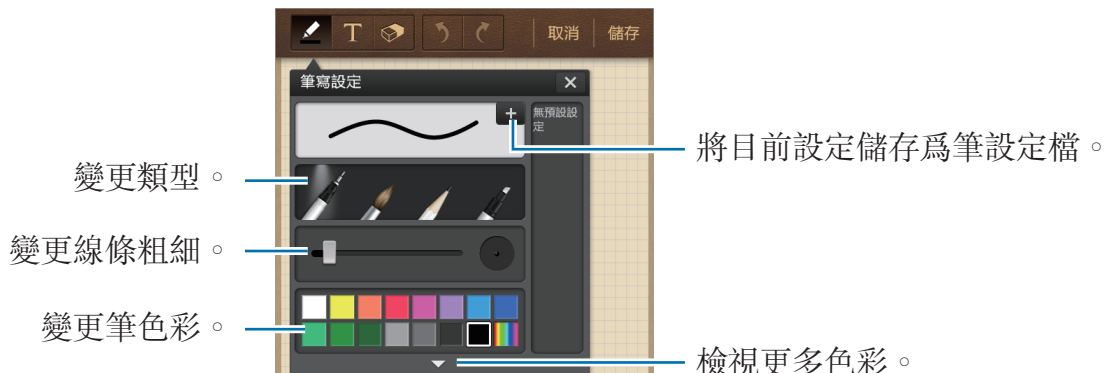 T
取消
儲存
筆寫設定
無預設設
定
將目前設定儲存爲筆設定檔。
變更類型。
變更線條粗細。
變更筆色彩。
檢視更多色彩。